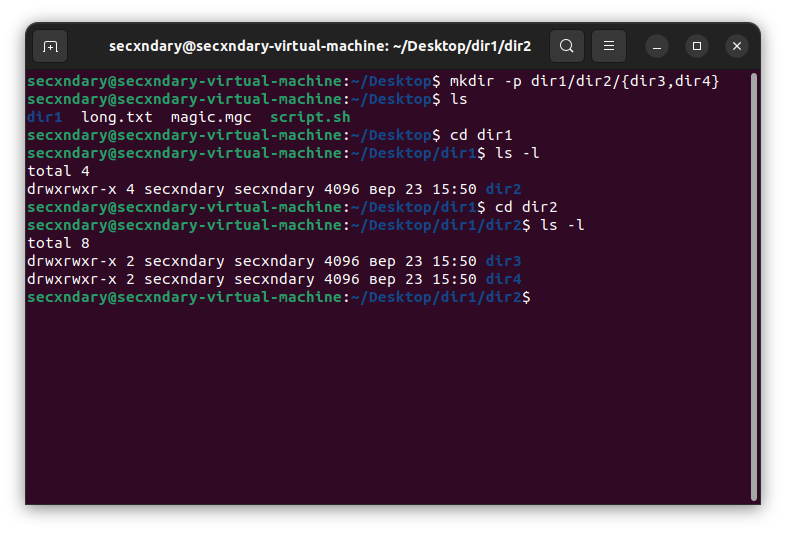 secxndary@secxndary-virtual-machine: ~/Desktop/dir1/dir2
secxndary@secxndary-virtual-machine:~/Desktop$ mkdir -p dir1/dir2/{dir3,dir4}
secxndary@secxndary-virtual-machine:~/Desktop$ ls
dir1  long.txt  magic.mgc  script.sh
secxndary@secxndary-virtual-machine:~/Desktop$ cd dir1
secxndary@secxndary-virtual-machine:~/Desktop/dir1$ ls -l
total 4
drwxrwxr-x 4 secxndary secxndary 4096 вер 23 15:50 dir2
secxndary@secxndary-virtual-machine:~/Desktop/dir1$ cd dir2
secxndary@secxndary-virtual-machine:~/Desktop/dir1/dir2$ ls -l
total 8
drwxrwxr-x 2 secxndary secxndary 4096 вер 23 15:50 dir3
drwxrwxr-x 2 secxndary secxndary 4096 вер 23 15:50 dir4
secxndary@secxndary-virtual-machine:~/Desktop/dir1/dir2$